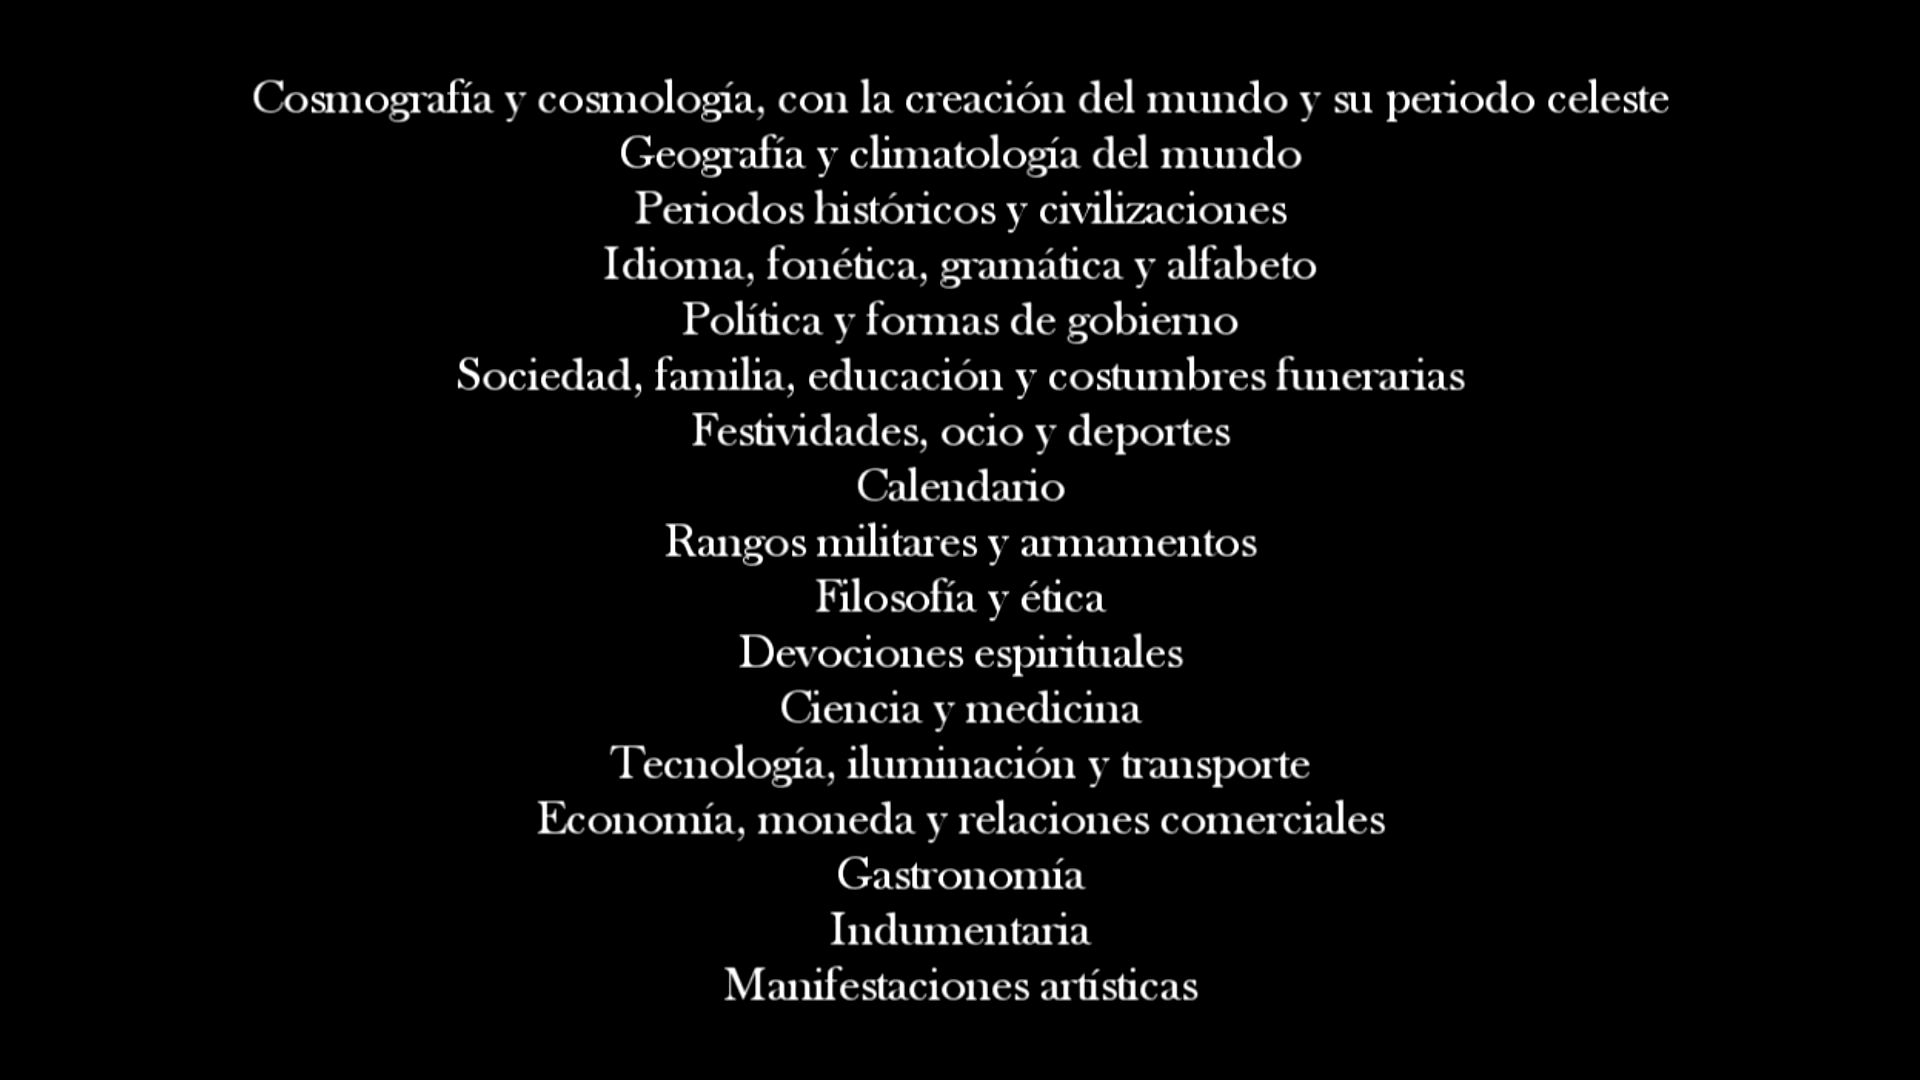 Cosmografía y cosmología, con la creación del mundo y su periodo celeste
Geografía y climatología del mundo
Periodos históricos y civilizaciones
Idioma, fonética, gramática y alfabeto
Política y formas de gobierno
Sociedad, familia, educación y costumbres funerarias
Festividades, ocio y deportes
Calendario
Rangos militares y armamentos
Filosofía y ética
Devociones espirituales
Ciencia y medicina
Tecnología, iluminación y transporte
Economía, moneda y relaciones comerciales
Gastronomía
Indumentaria
Manifestaciones artísticas